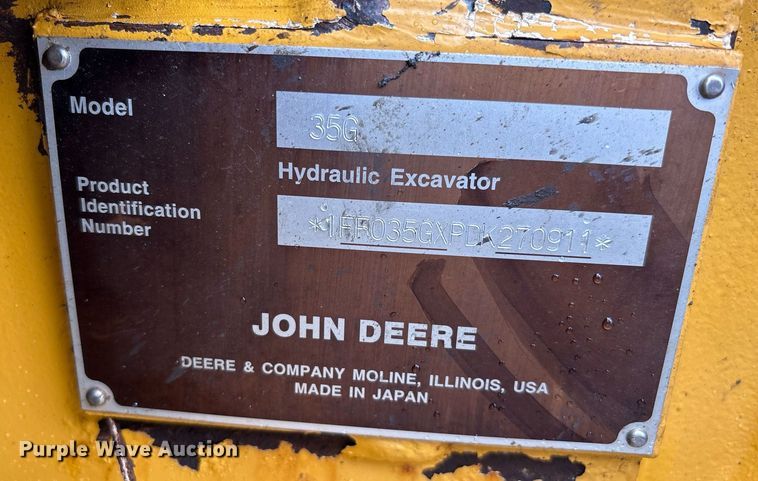 Model
35G
Hydraulic Excavator
Product
Identification
Number
*1FF035GXPDK270911*
JOHN DEERE
DEERE & COMPANY MOLINE, ILLINOIS, USA
MADE IN JAPAN
Purple Wave Auction